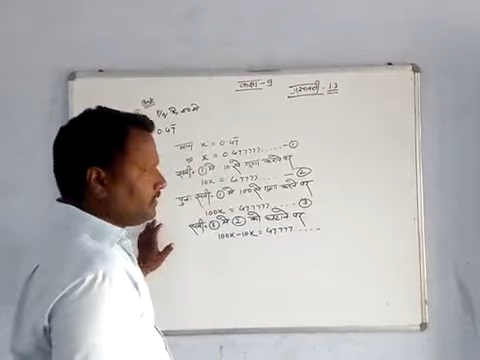 कक्षा - 9
प्रश्नावली - 1.3
p/q के रूप में
0.47̄
माना x = 0.47̄
⇒ x = 0.47777......—①
समी० ① में 10 से गुणा करने पर
10x = 4.7777....... — ②
पुनः समी० ① में 100 से गुणा करने पर
100x = 47.7777....... ③
समी० ③ में ② को घटाने पर
100x - 10x = 47.777......